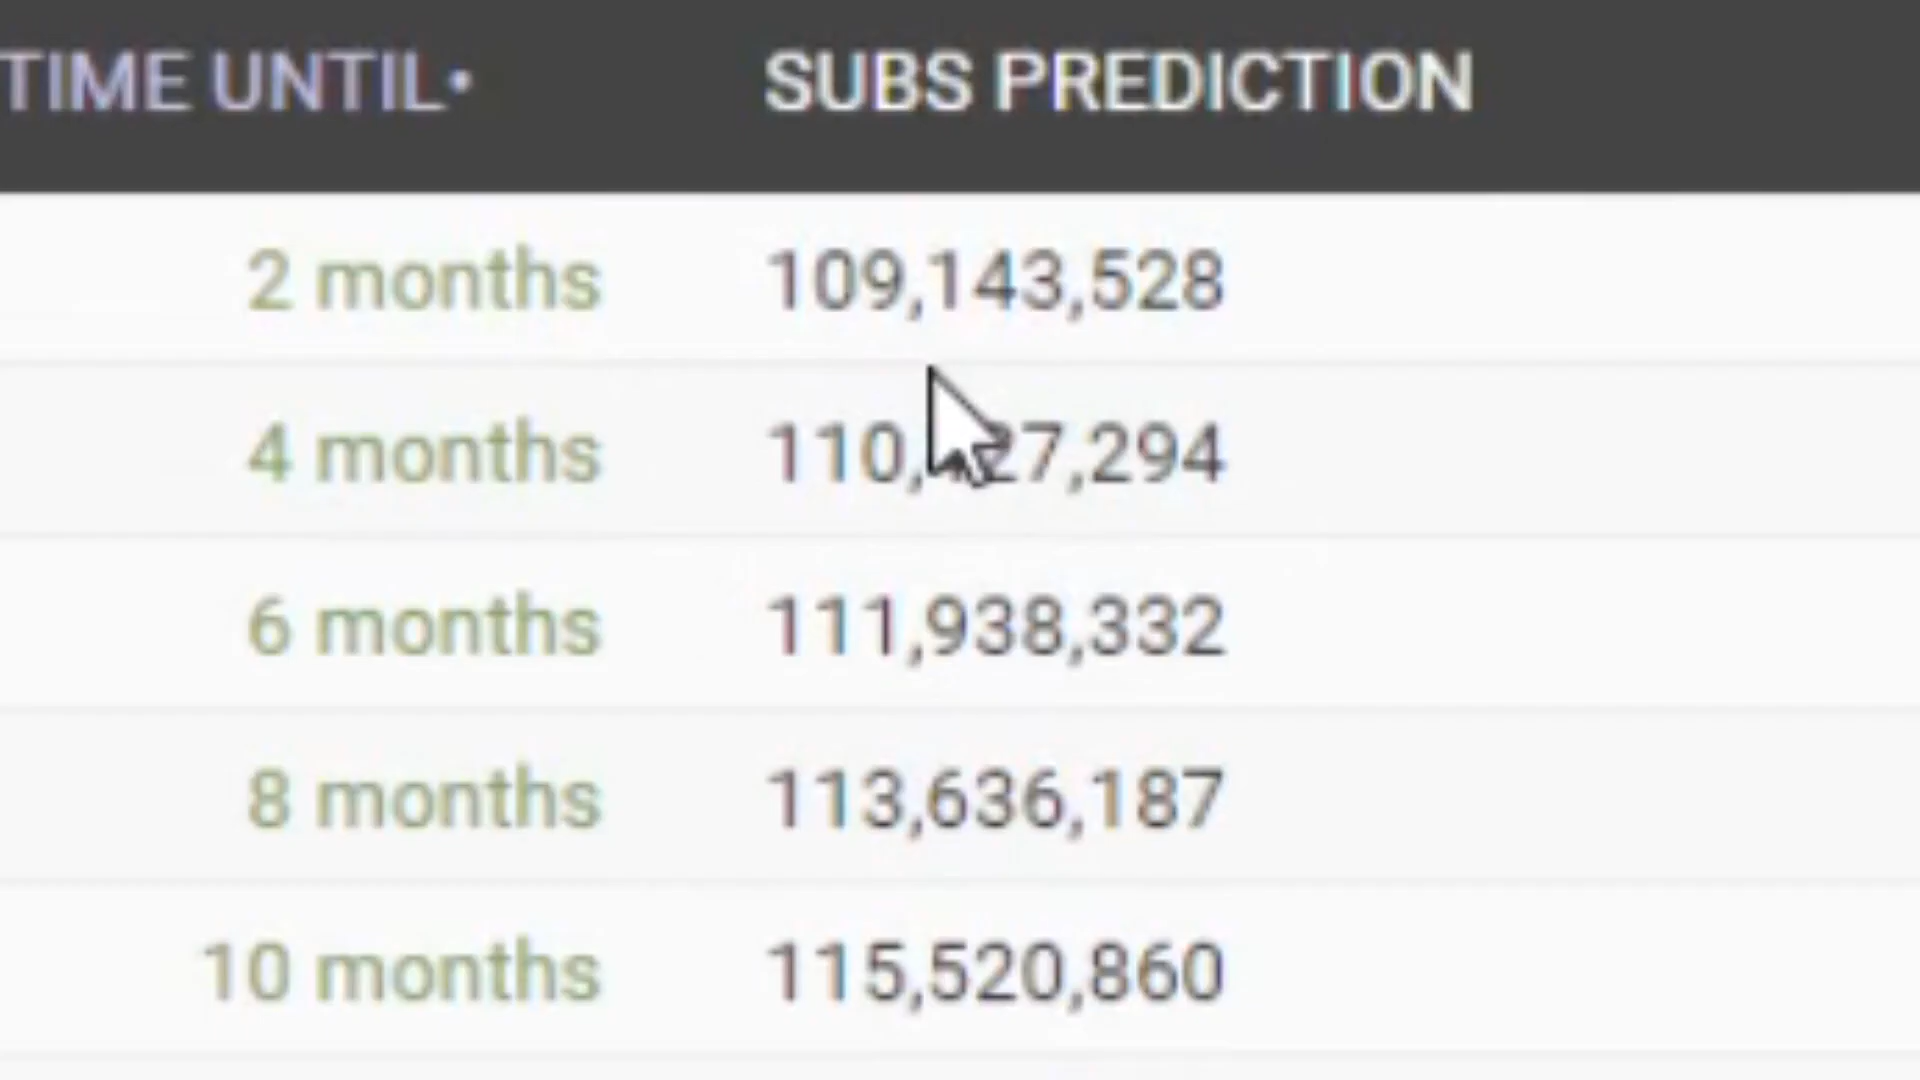 TIME UNTIL• SUBS PREDICTION
2 months 109,143,528
4 months
6 months 111,938,332
8 months 113,636,187
10 months 115,520,860